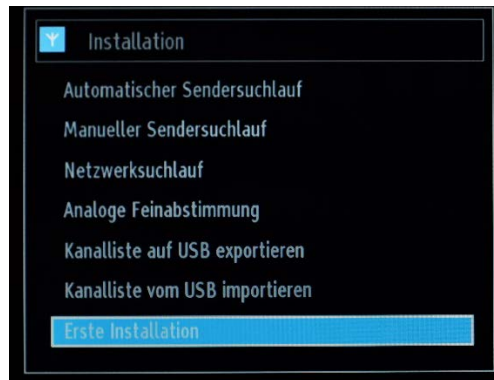 Installation
Automatischer Sendersuchlauf
Manueller Sendersuchlauf
Netzwerksuchlauf
Analoge Feinabstimmung
Kanalliste auf USB exportieren
Kanalliste vom USB importieren
Erste Installation